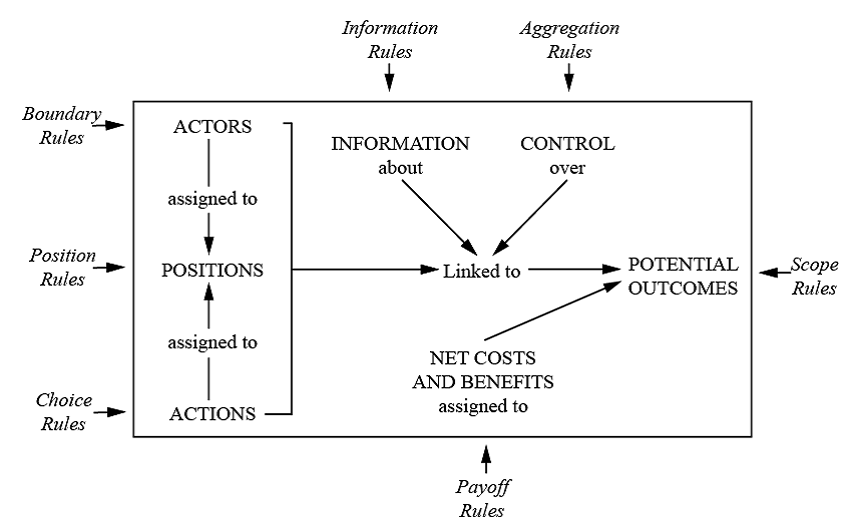 Information
Rules
Aggregation
Rules
Boundary
Rules
ACTORS
INFORMATION
about
CONTROL
over
assigned to
Position
Rules
POSITIONS
Linked to
POTENTIAL
OUTCOMES
Scope
Rules
assigned to
NET COSTS
AND BENEFITS
assigned to
Choice
Rules
ACTIONS
Payoff
Rules